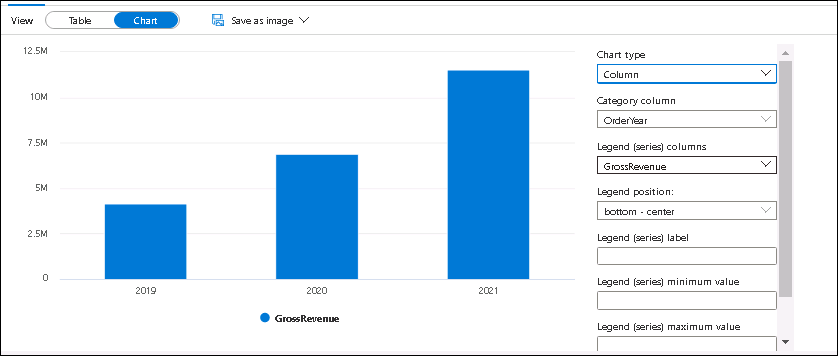 View Table Chart Save as image
12.5M
10M
7.5M
5M
2.5M
0
2019 2020 2021
GrossRevenue
Chart type
Column
Category column
OrderYear
Legend (series) columns
GrossRevenue
Legend position:
bottom - center
Legend (series) label
Legend (series) minimum value
Legend (series) maximum value